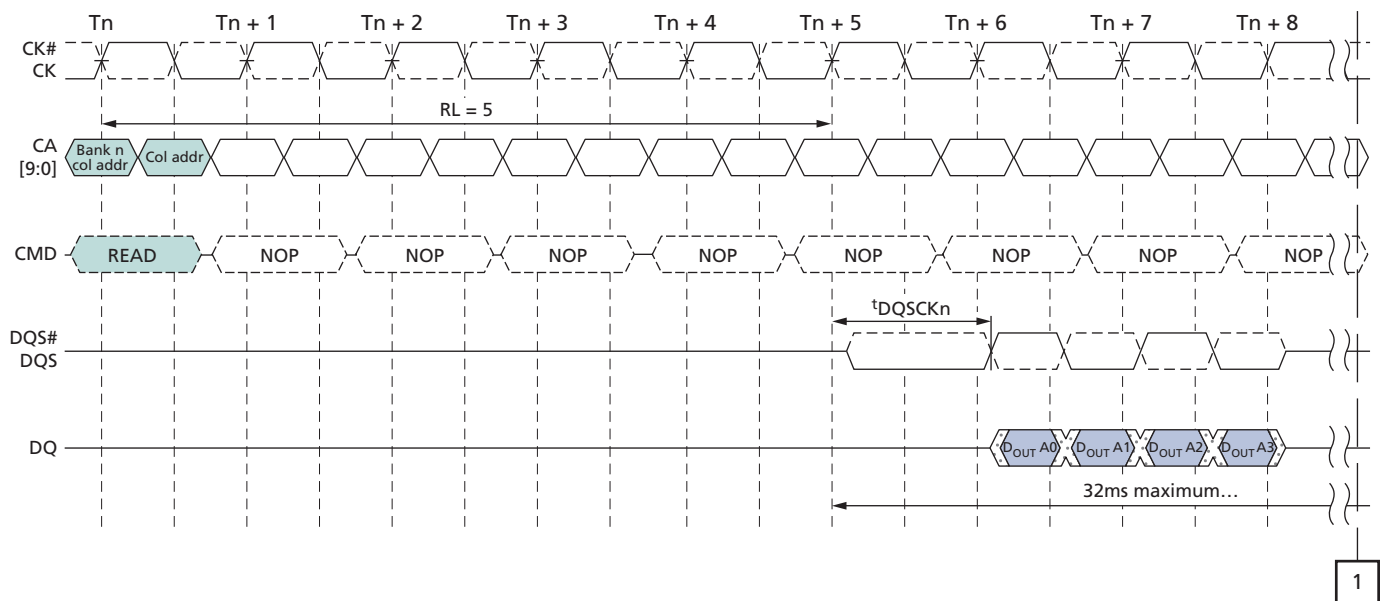 Tn Tn + 1 Tn + 2 Tn + 3 Tn + 4 Tn + 5 Tn + 6 Tn + 7 Tn + 8
CK#
CK
RL = 5
CA
[9:0]
Bank n
col addr
Col addr
CMD READ NOP NOP NOP NOP NOP NOP NOP NOP
tDQSCKn
DQS#
DQS
DQ DOUT A0 DOUT A1 DOUT A2 DOUT A3
32ms maximum…
1